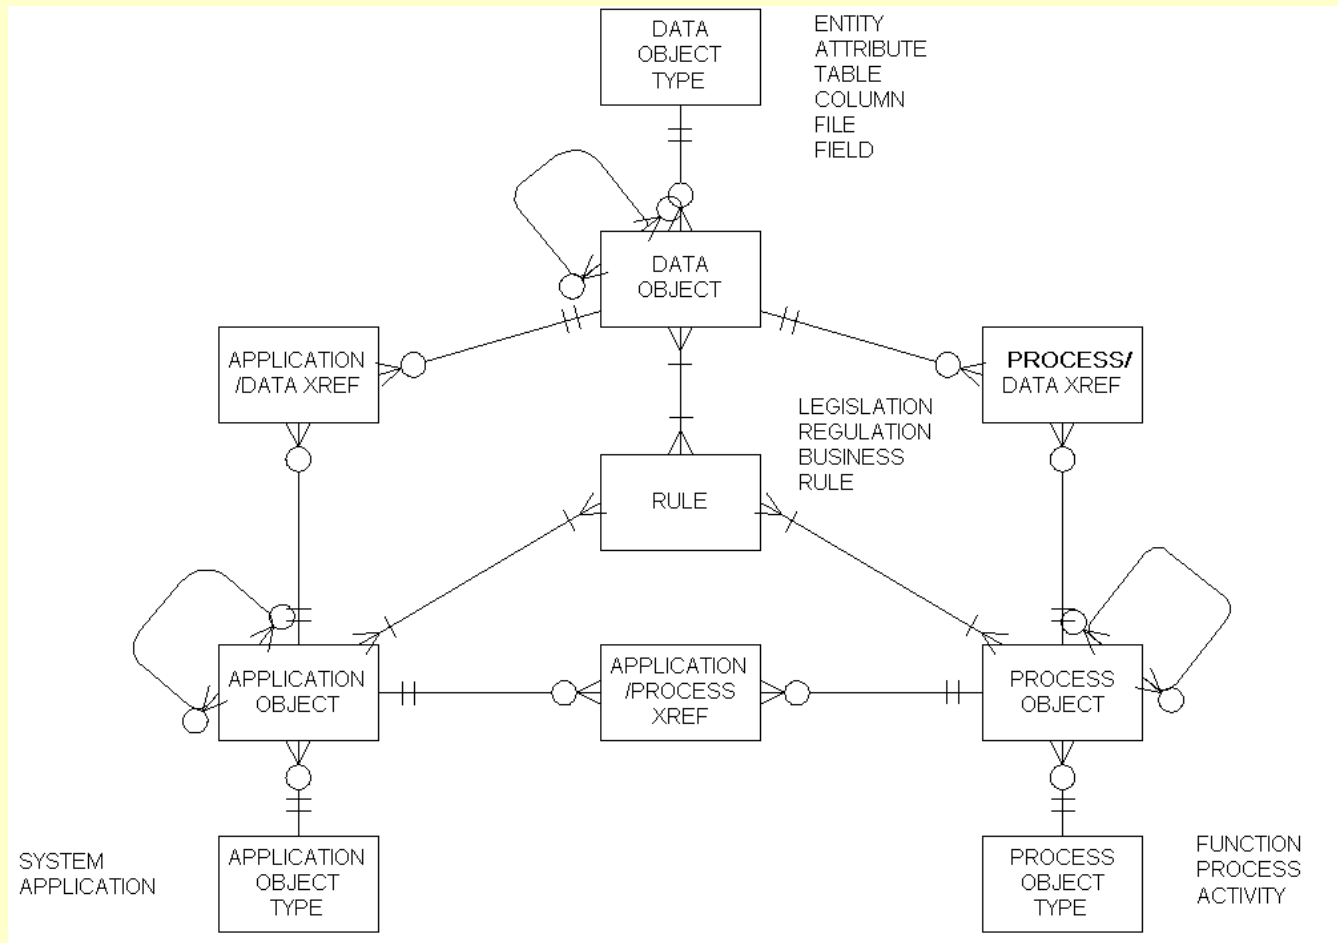 DATA
OBJECT
TYPE
ENTITY
ATTRIBUTE
TABLE
COLUMN
FILE
FIELD
DATA
OBJECT
APPLICATION
/DATA XREF
PROCESS/
DATA XREF
LEGISLATION
REGULATION
BUSINESS
RULE
RULE
APPLICATION
OBJECT
APPLICATION
/PROCESS
XREF
PROCESS
OBJECT
SYSTEM
APPLICATION
APPLICATION
OBJECT
TYPE
PROCESS
OBJECT
TYPE
FUNCTION
PROCESS
ACTIVITY